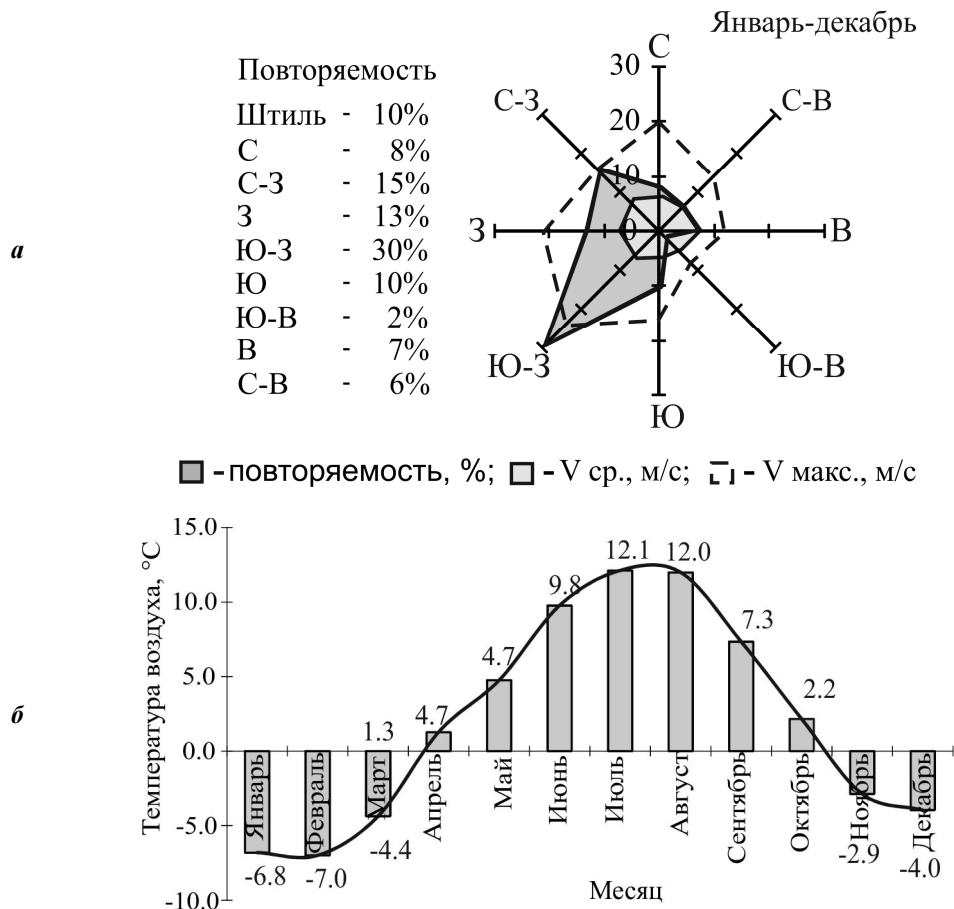 Январь-декабрь
Повторяемость
Штиль - 10%
С - 8%
С-З - 15%
З - 13%
Ю-З - 30%
Ю - 10%
Ю-В - 2%
В - 7%
С-В - 6%
а
С
30
20
10
0
С-З
С-В
З
В
Ю-З
Ю-В
Ю
- повторяемость, %; - V ср., м/с; - V макс., м/с
б
Температура воздуха, °С
15.0
10.0
5.0
0.0
-5.0
-10.0
12.1 12.0
9.8
7.3
4.7
4.7
2.2
1.3
Январь Февраль Март Апрель Май Июнь Июль Август Сентябрь Октябрь Ноябрь Декабрь
-6.8 -7.0 -4.4 -2.9 -4.0
Месяц